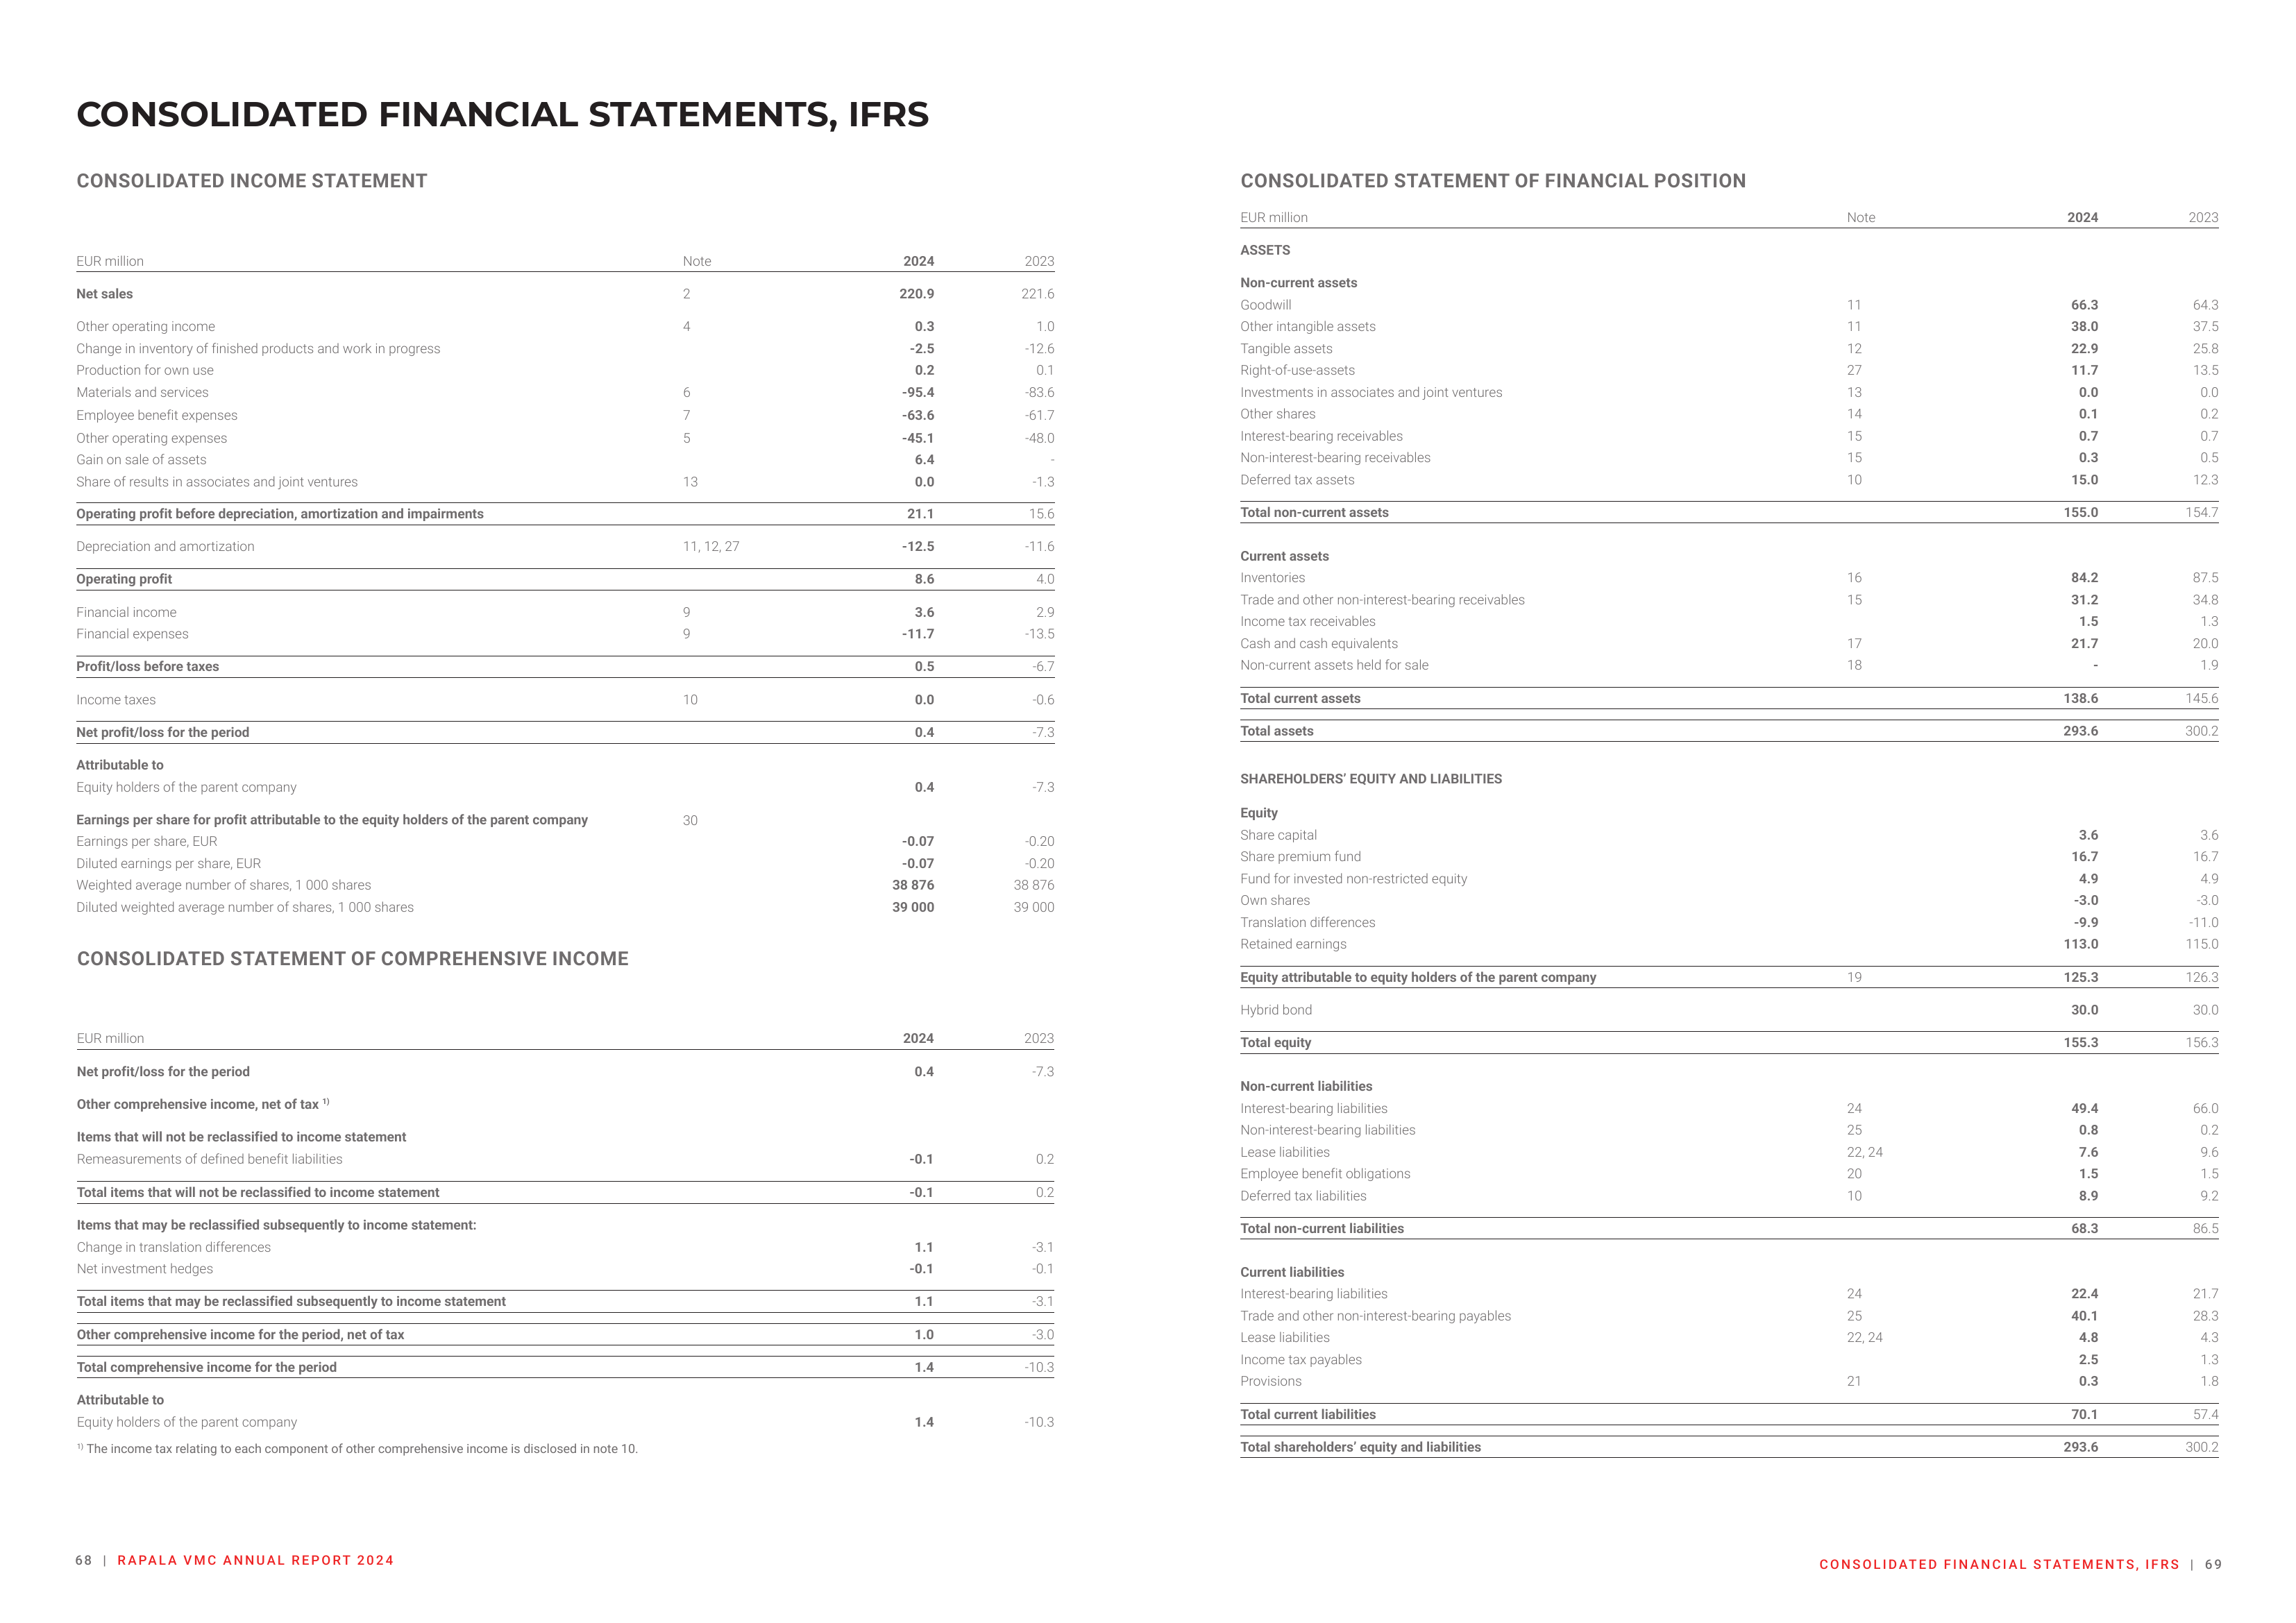 CONSOLIDATED FINANCIAL STATEMENTS, IFRS
CONSOLIDATED INCOME STATEMENT
EUR million Note 2024 2023
Net sales 2 220.9 221.6
Other operating income 4 0.3 1.0
Change in inventory of finished products and work in progress -2.5 -12.6
Production for own use 0.2 0.1
Materials and services 6 -95.4 -83.6
Employee benefit expenses 7 -63.6 -61.7
Other operating expenses 5 -45.1 -48.0
Gain on sale of assets 6.4 -
Share of results in associates and joint ventures 13 0.0 -1.3
Operating profit before depreciation, amortization and impairments 21.1 15.6
Depreciation and amortization 11, 12, 27 -12.5 -11.6
Operating profit 8.6 4.0
Financial income 9 3.6 2.9
Financial expenses 9 -11.7 -13.5
Profit/loss before taxes 0.5 -6.7
Income taxes 10 0.0 -0.6
Net profit/loss for the period 0.4 -7.3
Attributable to
Equity holders of the parent company 0.4 -7.3
Earnings per share for profit attributable to the equity holders of the parent company 30
Earnings per share, EUR -0.07 -0.20
Diluted earnings per share, EUR -0.07 -0.20
Weighted average number of shares, 1 000 shares 38 876 38 876
Diluted weighted average number of shares, 1 000 shares 39 000 39 000
CONSOLIDATED STATEMENT OF COMPREHENSIVE INCOME
EUR million 2024 2023
Net profit/loss for the period 0.4 -7.3
Other comprehensive income, net of tax 1)
Items that will not be reclassified to income statement
Remeasurements of defined benefit liabilities -0.1 0.2
Total items that will not be reclassified to income statement -0.1 0.2
Items that may be reclassified subsequently to income statement:
Change in translation differences 1.1 -3.1
Net investment hedges -0.1 -0.1
Total items that may be reclassified subsequently to income statement 1.1 -3.1
Other comprehensive income for the period, net of tax 1.0 -3.0
Total comprehensive income for the period 1.4 -10.3
Attributable to
Equity holders of the parent company 1.4 -10.3
1) The income tax relating to each component of other comprehensive income is disclosed in note 10.
68 | RAPALA VMC ANNUAL REPORT 2024
CONSOLIDATED STATEMENT OF FINANCIAL POSITION
EUR million Note 2024 2023
ASSETS
Non-current assets
Goodwill 11 66.3 64.3
Other intangible assets 11 38.0 37.5
Tangible assets 12 22.9 25.8
Right-of-use-assets 27 11.7 13.5
Investments in associates and joint ventures 13 0.0 0.0
Other shares 14 0.1 0.2
Interest-bearing receivables 15 0.7 0.7
Non-interest-bearing receivables 15 0.3 0.5
Deferred tax assets 10 15.0 12.3
Total non-current assets 155.0 154.7
Current assets
Inventories 16 84.2 87.5
Trade and other non-interest-bearing receivables 15 31.2 34.8
Income tax receivables 1.5 1.3
Cash and cash equivalents 17 21.7 20.0
Non-current assets held for sale 18 - 1.9
Total current assets 138.6 145.6
Total assets 293.6 300.2
SHAREHOLDERS’ EQUITY AND LIABILITIES
Equity
Share capital 3.6 3.6
Share premium fund 16.7 16.7
Fund for invested non-restricted equity 4.9 4.9
Own shares -3.0 -3.0
Translation differences -9.9 -11.0
Retained earnings 113.0 115.0
Equity attributable to equity holders of the parent company 19 125.3 126.3
Hybrid bond 30.0 30.0
Total equity 155.3 156.3
Non-current liabilities
Interest-bearing liabilities 24 49.4 66.0
Non-interest-bearing liabilities 25 0.8 0.2
Lease liabilities 22, 24 7.6 9.6
Employee benefit obligations 20 1.5 1.5
Deferred tax liabilities 10 8.9 9.2
Total non-current liabilities 68.3 86.5
Current liabilities
Interest-bearing liabilities 24 22.4 21.7
Trade and other non-interest-bearing payables 25 40.1 28.3
Lease liabilities 22, 24 4.8 4.3
Income tax payables 2.5 1.3
Provisions 21 0.3 1.8
Total current liabilities 70.1 57.4
Total shareholders’ equity and liabilities 293.6 300.2
CONSOLIDATED FINANCIAL STATEMENTS, IFRS | 69